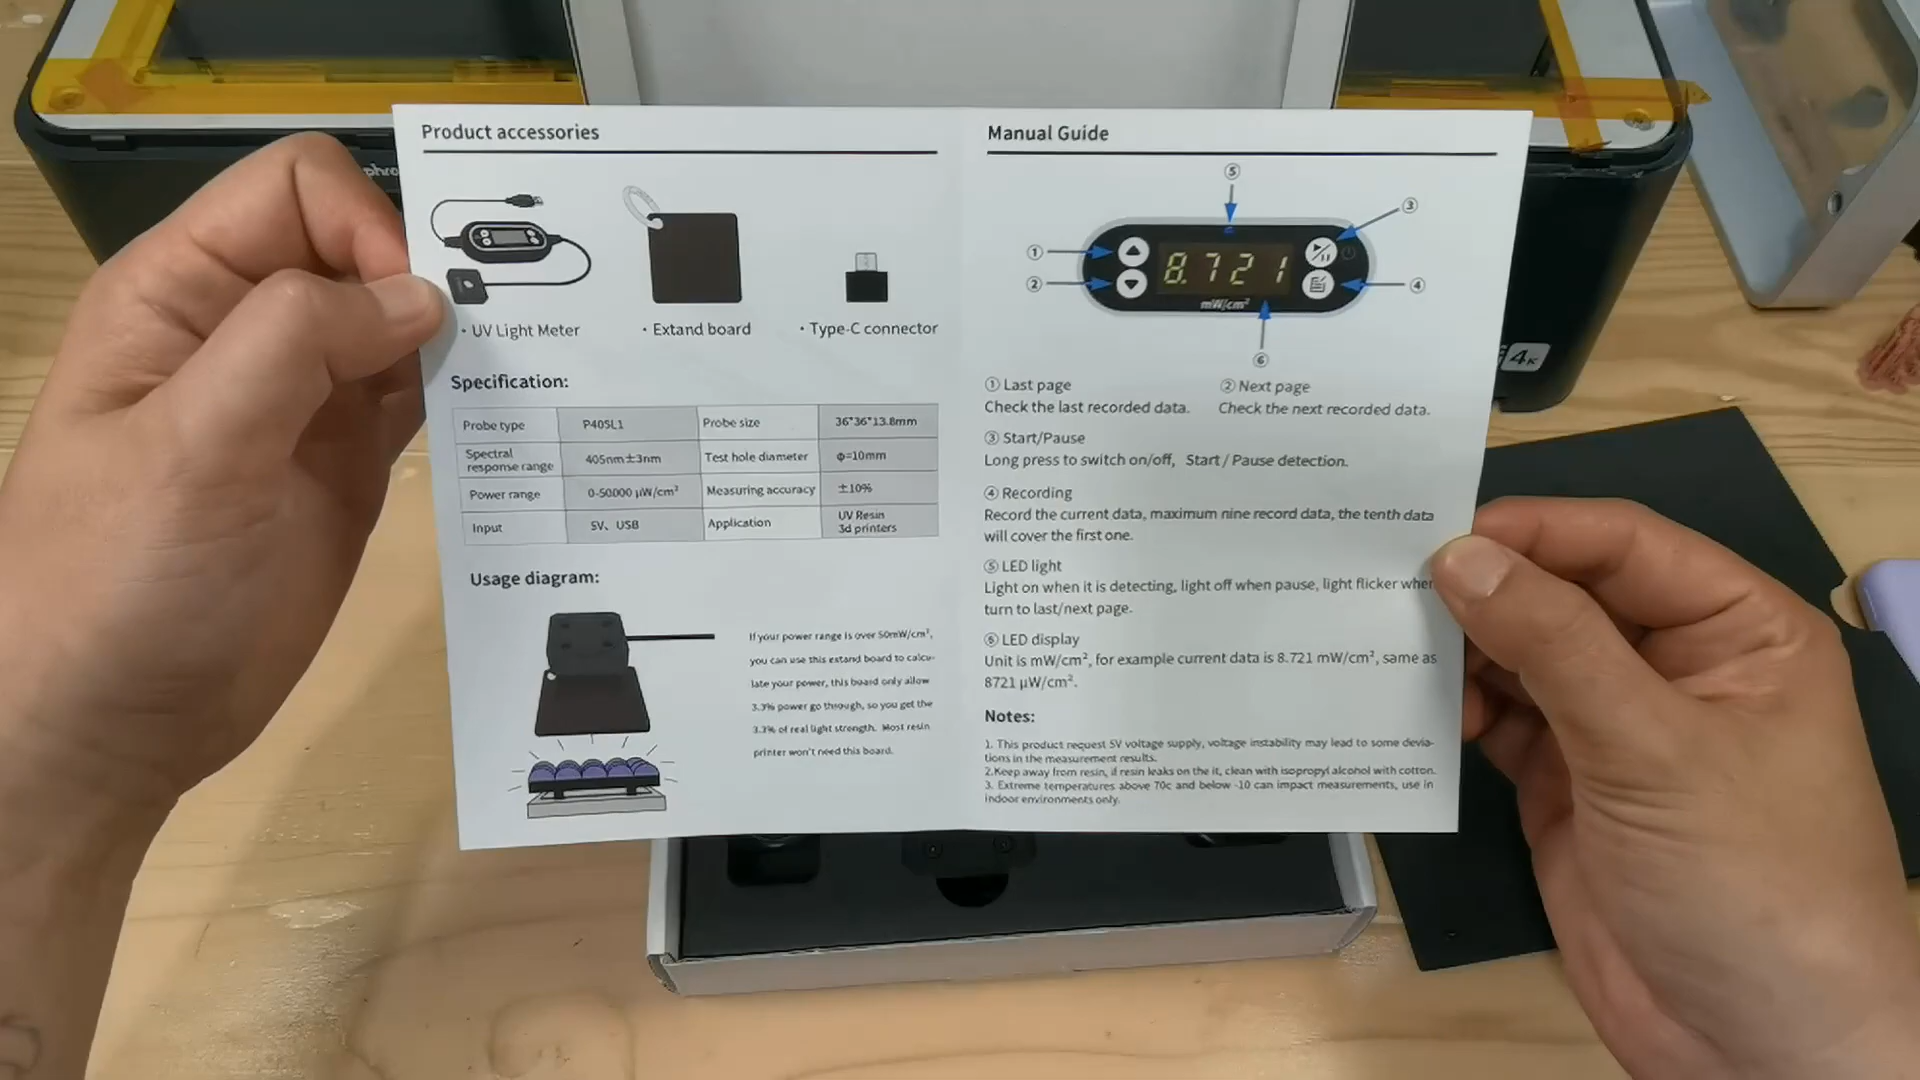 Product accessories
• UV Light Meter
• Extand board
• Type-C connector
Specification:
Probe type P405L1 Probe size 36*36*13.8mm
Spectral
response range 405nm±3nm Test hole diameter Φ=10mm
Power range 0-50000 μW/cm² Measuring accuracy ±10%
Input 5V、USB Application UV Resin
3d printers
Usage diagram:
If your power range is over 50mW/cm²,
you can use this extand board to calcu-
late your power, this board only allow
3.3% power go through, so you get the
3.3% of real light strength. Most resin
printer won't need this board.
Manual Guide
⑤
③
①
②
④
⑥
8.721
mW/cm²
① Last page
Check the last recorded data.
② Next page
Check the next recorded data.
③ Start/Pause
Long press to switch on/off, Start / Pause detection.
④ Recording
Record the current data, maximum nine record data, the tenth data
will cover the first one.
⑤ LED light
Light on when it is detecting, light off when pause, light flicker when
turn to last/next page.
⑥ LED display
Unit is mW/cm², for example current data is 8.721 mW/cm², same as
8721 μW/cm².
Notes:
1. This product request 5V voltage supply, voltage instability may lead to some devia-
tions in the measurement results.
2.Keep away from resin, if resin leaks on the it, clean with isopropyl alcohol with cotton.
3. Extreme temperatures above 70c and below -10 can impact measurements, use in
indoor environments only.
phro
4K